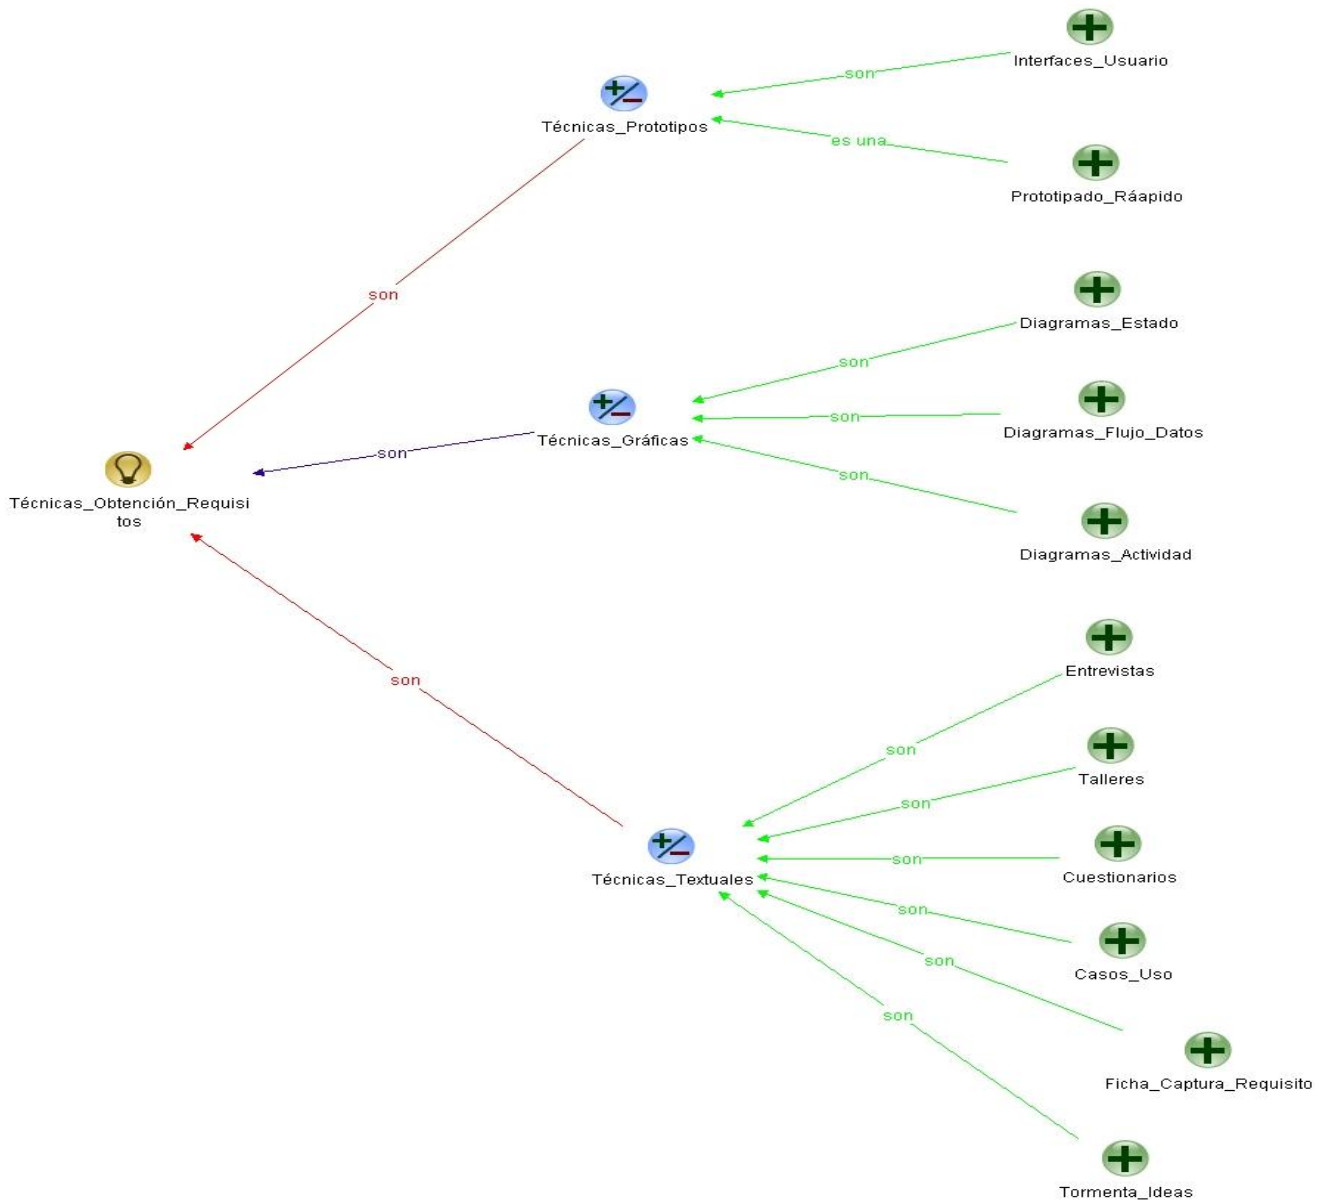 Interfaces_Usuario
son
Técnicas_Prototipos
es una
Prototipado_Ráapido
son
Diagramas_Estado
son
Diagramas_Flujo_Datos
son
Técnicas_Gráficas
son
son
Diagramas_Actividad
Técnicas_Obtención_Requisi
tos
son
Entrevistas
son
Talleres
son
Cuestionarios
son
Técnicas_Textuales
son
Casos_Uso
son
Ficha_Captura_Requisito
son
Tormenta_Ideas